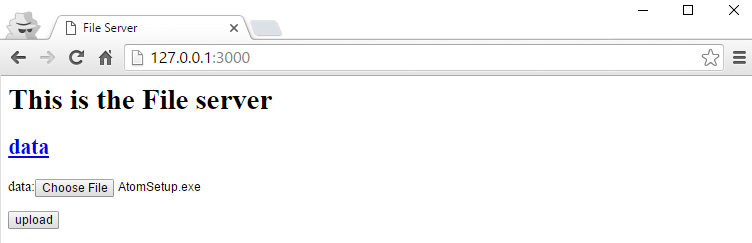 File Server
127.0.0.1:3000
This is the File server
data
data: Choose File AtomSetup.exe
upload